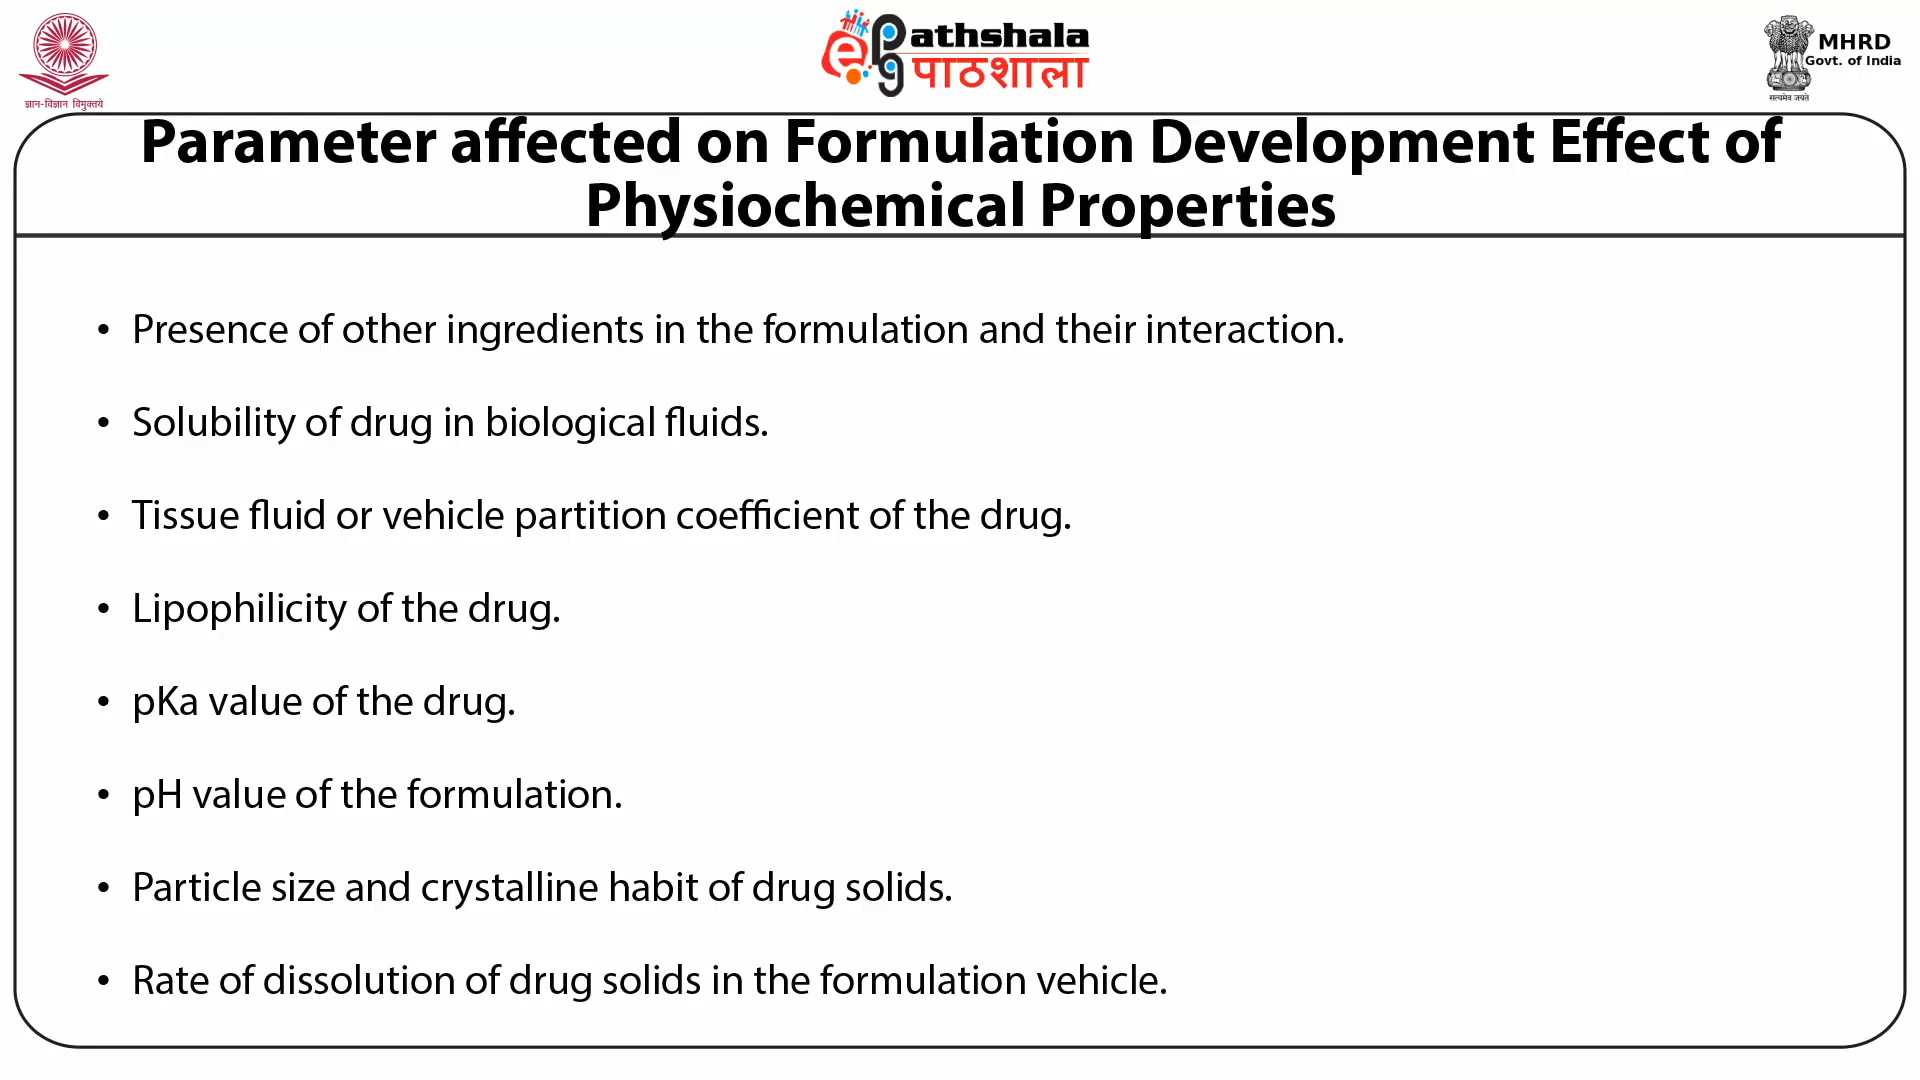 ज्ञान-विज्ञान विमुक्तये
ePathshala
पाठशाला
MHRD
Govt. of India
सत्यमेव जयते
Parameter affected on Formulation Development Effect of
Physiochemical Properties
• Presence of other ingredients in the formulation and their interaction.
• Solubility of drug in biological fluids.
• Tissue fluid or vehicle partition coefficient of the drug.
• Lipophilicity of the drug.
• pKa value of the drug.
• pH value of the formulation.
• Particle size and crystalline habit of drug solids.
• Rate of dissolution of drug solids in the formulation vehicle.